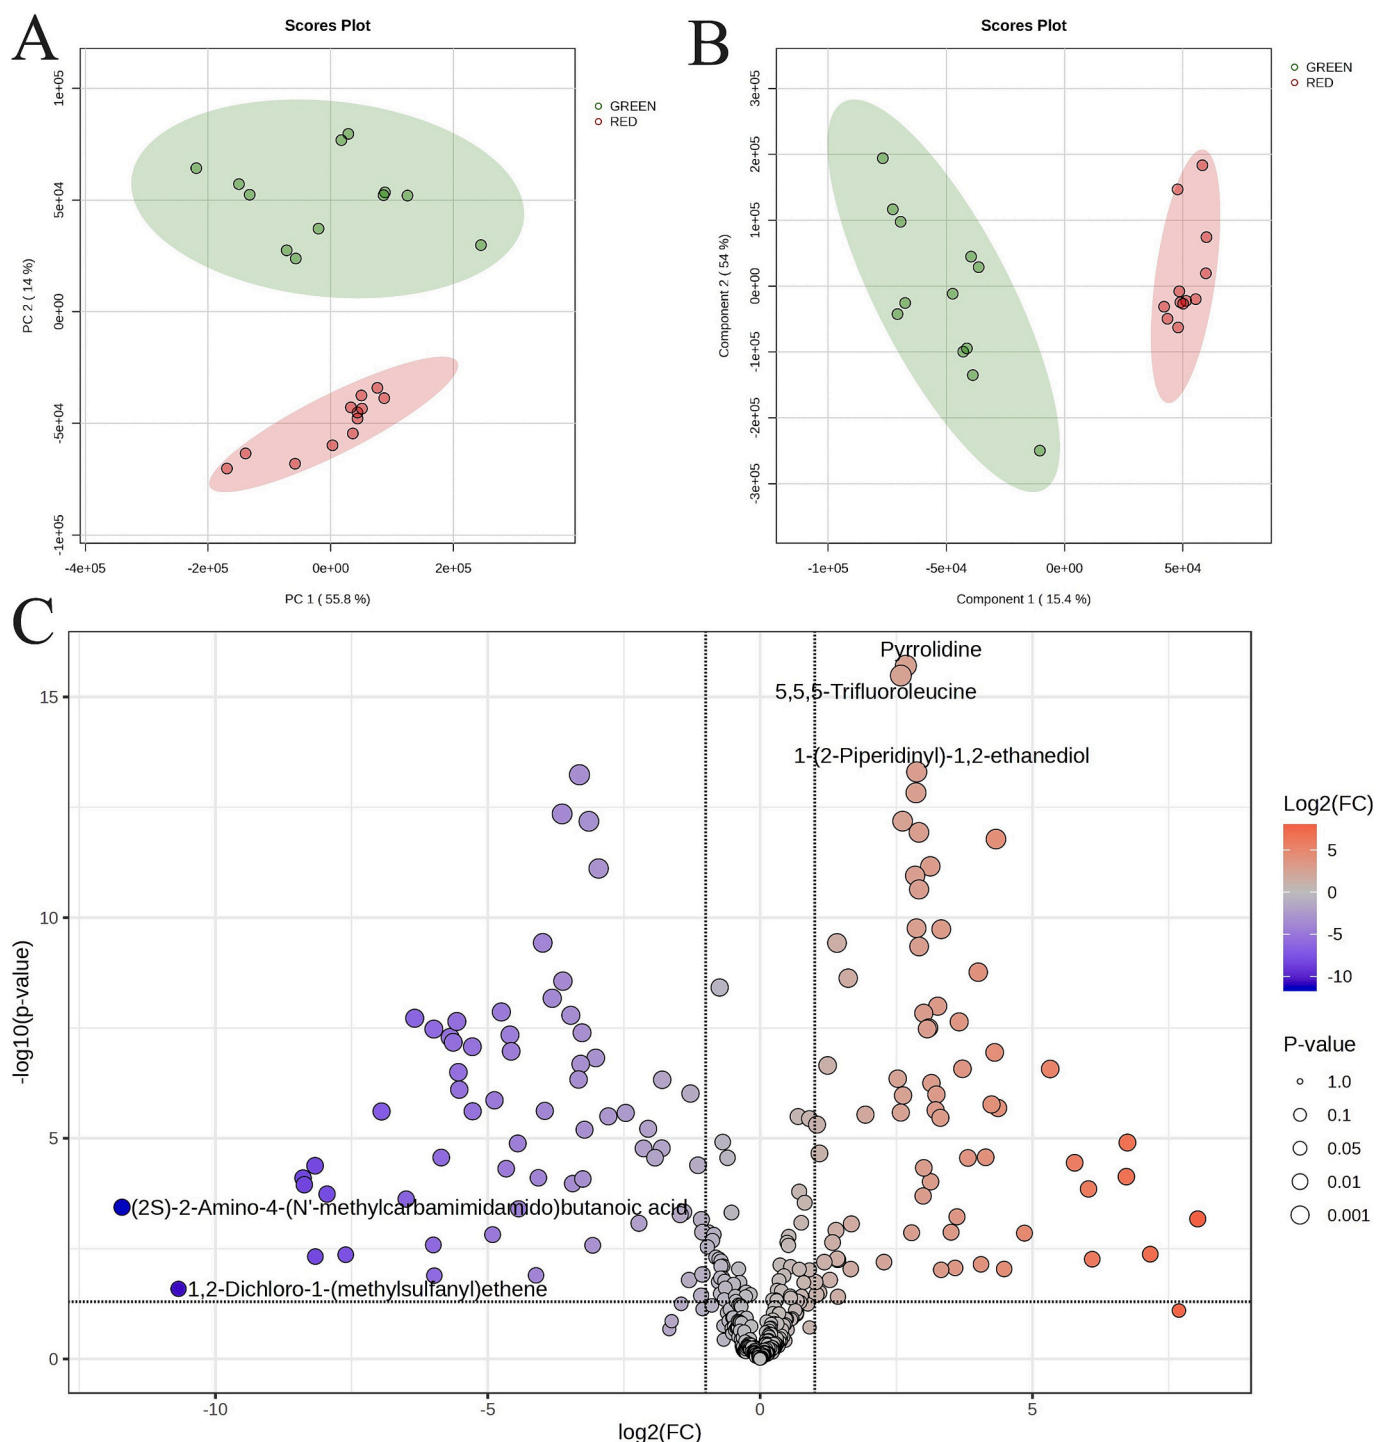 A
Scores Plot
1e+05
5e+04
0e+00
-5e+04
-1e+05
PC 2 ( 14 %)
-4e+05 -2e+05 0e+00 2e+05
PC 1 ( 55.8 %)
GREEN
RED
B
Scores Plot
3e+05
2e+05
1e+05
0e+00
-1e+05
-2e+05
-3e+05
Component 2 ( 54 %)
-1e+05 -5e+04 0e+00 5e+04
Component 1 ( 15.4 %)
GREEN
RED
C
Pyrrolidine
5,5,5-Trifluoroleucine
1-(2-Piperidinyl)-1,2-ethanediol
(2S)-2-Amino-4-(N'-methylcarbamimidamido)butanoic acid
1,2-Dichloro-1-(methylsulfanyl)ethene
15
10
5
0
-log10(p-value)
-10 -5 0 5
log2(FC)
Log2(FC)
5
0
-5
-10
P-value
1.0
0.1
0.05
0.01
0.001